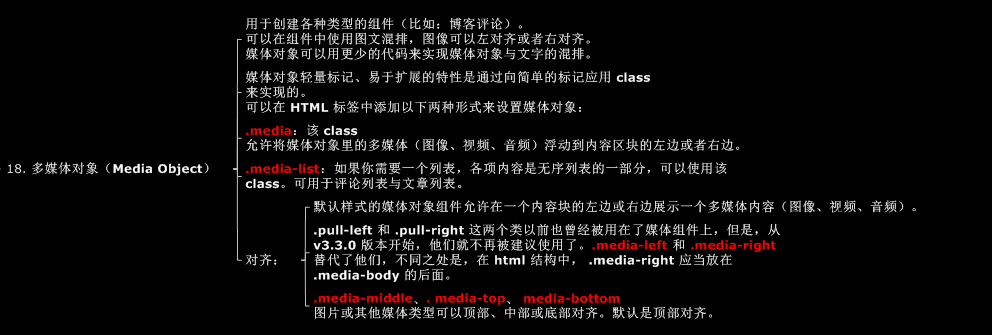 用于创建各种类型的组件（比如：博客评论）。
可以在组件中使用图文混排，图像可以左对齐或者右对齐。
媒体对象可以用更少的代码来实现媒体对象与文字的混排。
媒体对象轻量标记、易于扩展的特性是通过向简单的标记应用 class
来实现的。
可以在 HTML 标签中添加以下两种形式来设置媒体对象：
.media：该 class
允许将媒体对象里的多媒体（图像、视频、音频）浮动到内容区块的左边或者右边。
18. 多媒体对象（Media Object）
.media-list：如果你需要一个列表，各项内容是无序列表的一部分，可以使用该
class。可用于评论列表与文章列表。
对齐：
默认样式的媒体对象组件允许在一个内容块的左边或右边展示一个多媒体内容（图像、视频、音频）。
.pull-left 和 .pull-right 这两个类以前也曾经被用在了媒体组件上，但是，从
v3.3.0 版本开始，他们就不再被建议使用了。.media-left 和 .media-right
替代了他们，不同之处是，在 html 结构中， .media-right 应当放在
.media-body 的后面。
.media-middle、. media-top、 media-bottom
图片或其他媒体类型可以顶部、中部或底部对齐。默认是顶部对齐。